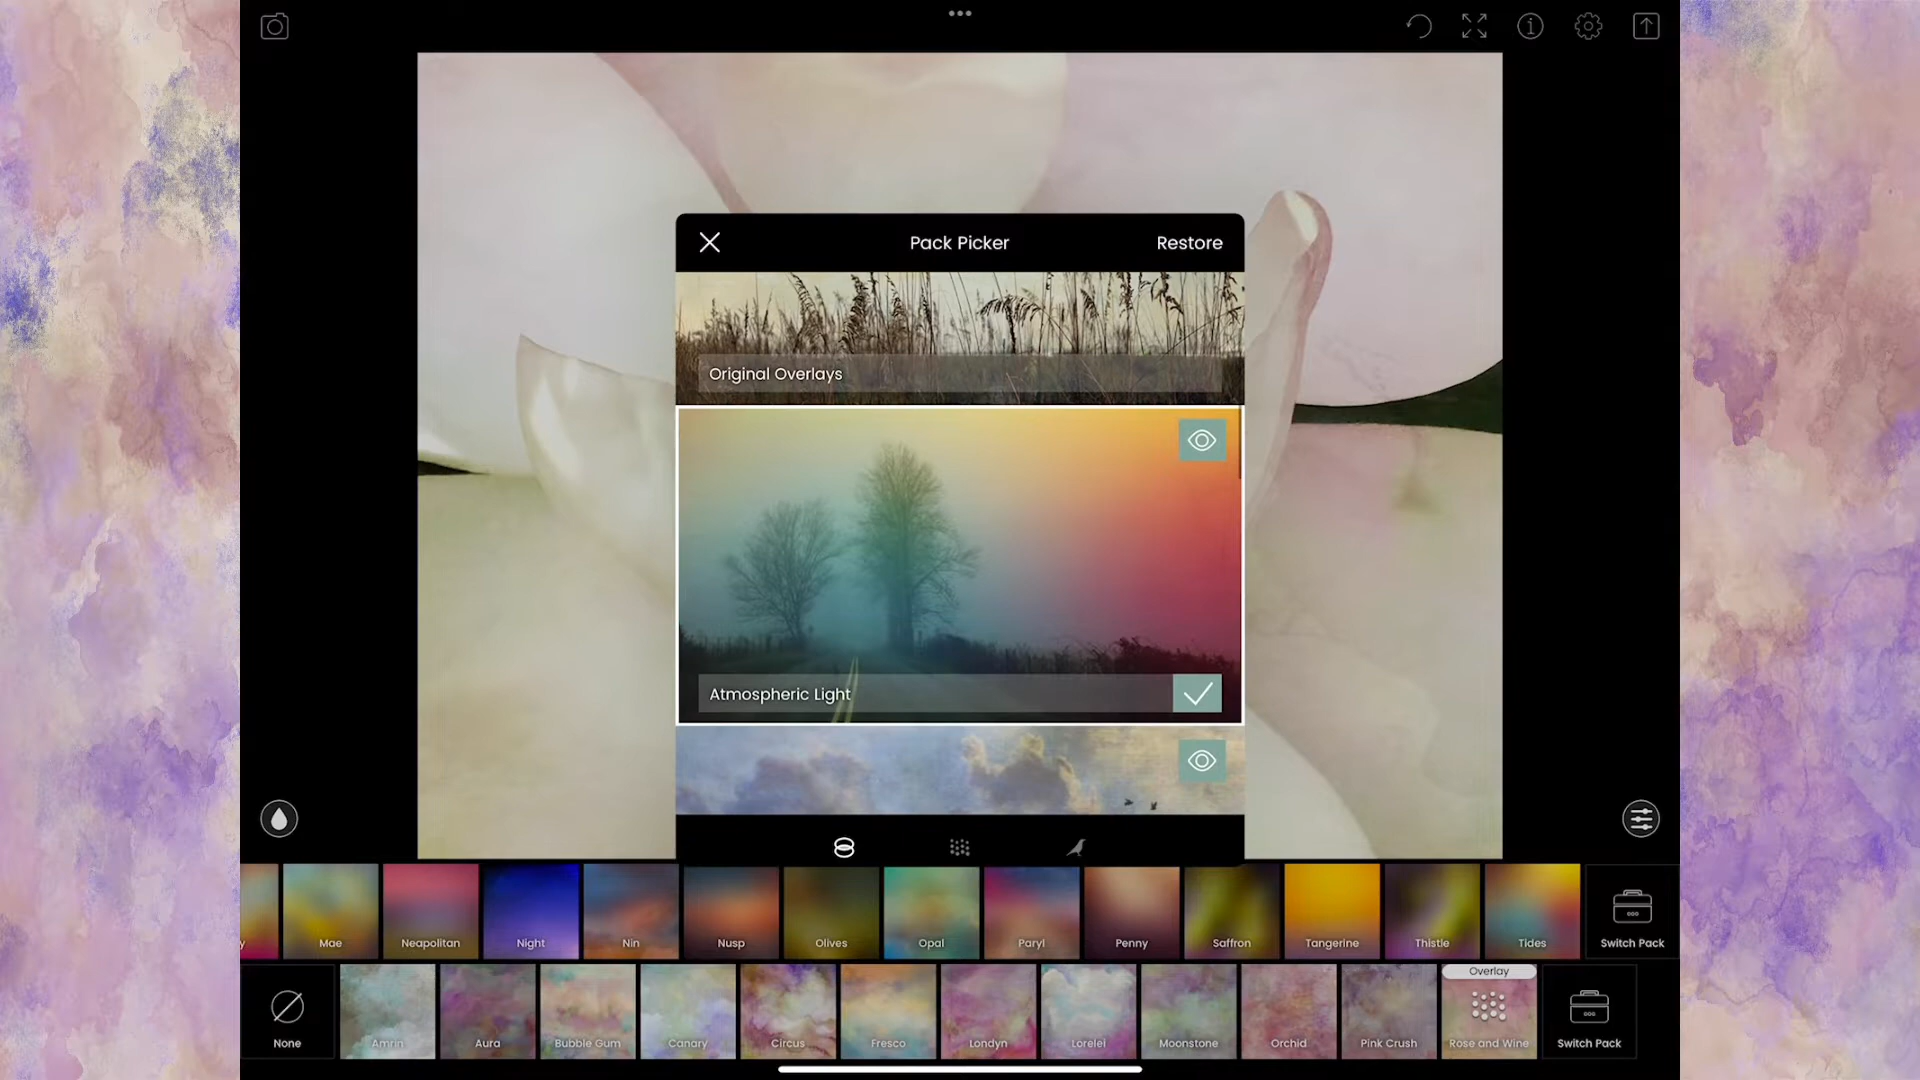 Pack Picker
Restore
Original Overlays
Atmospheric Light
y
Mae
Neapolitan
Night
Nin
Nusp
Olives
Opal
Paryl
Penny
Saffron
Tangerine
Thistle
Tides
Switch Pack
None
Amrin
Aura
Bubble Gum
Canary
Circus
Fresco
Londyn
Lorelei
Moonstone
Orchid
Pink Crush
Overlay
Rose and Wine
Switch Pack